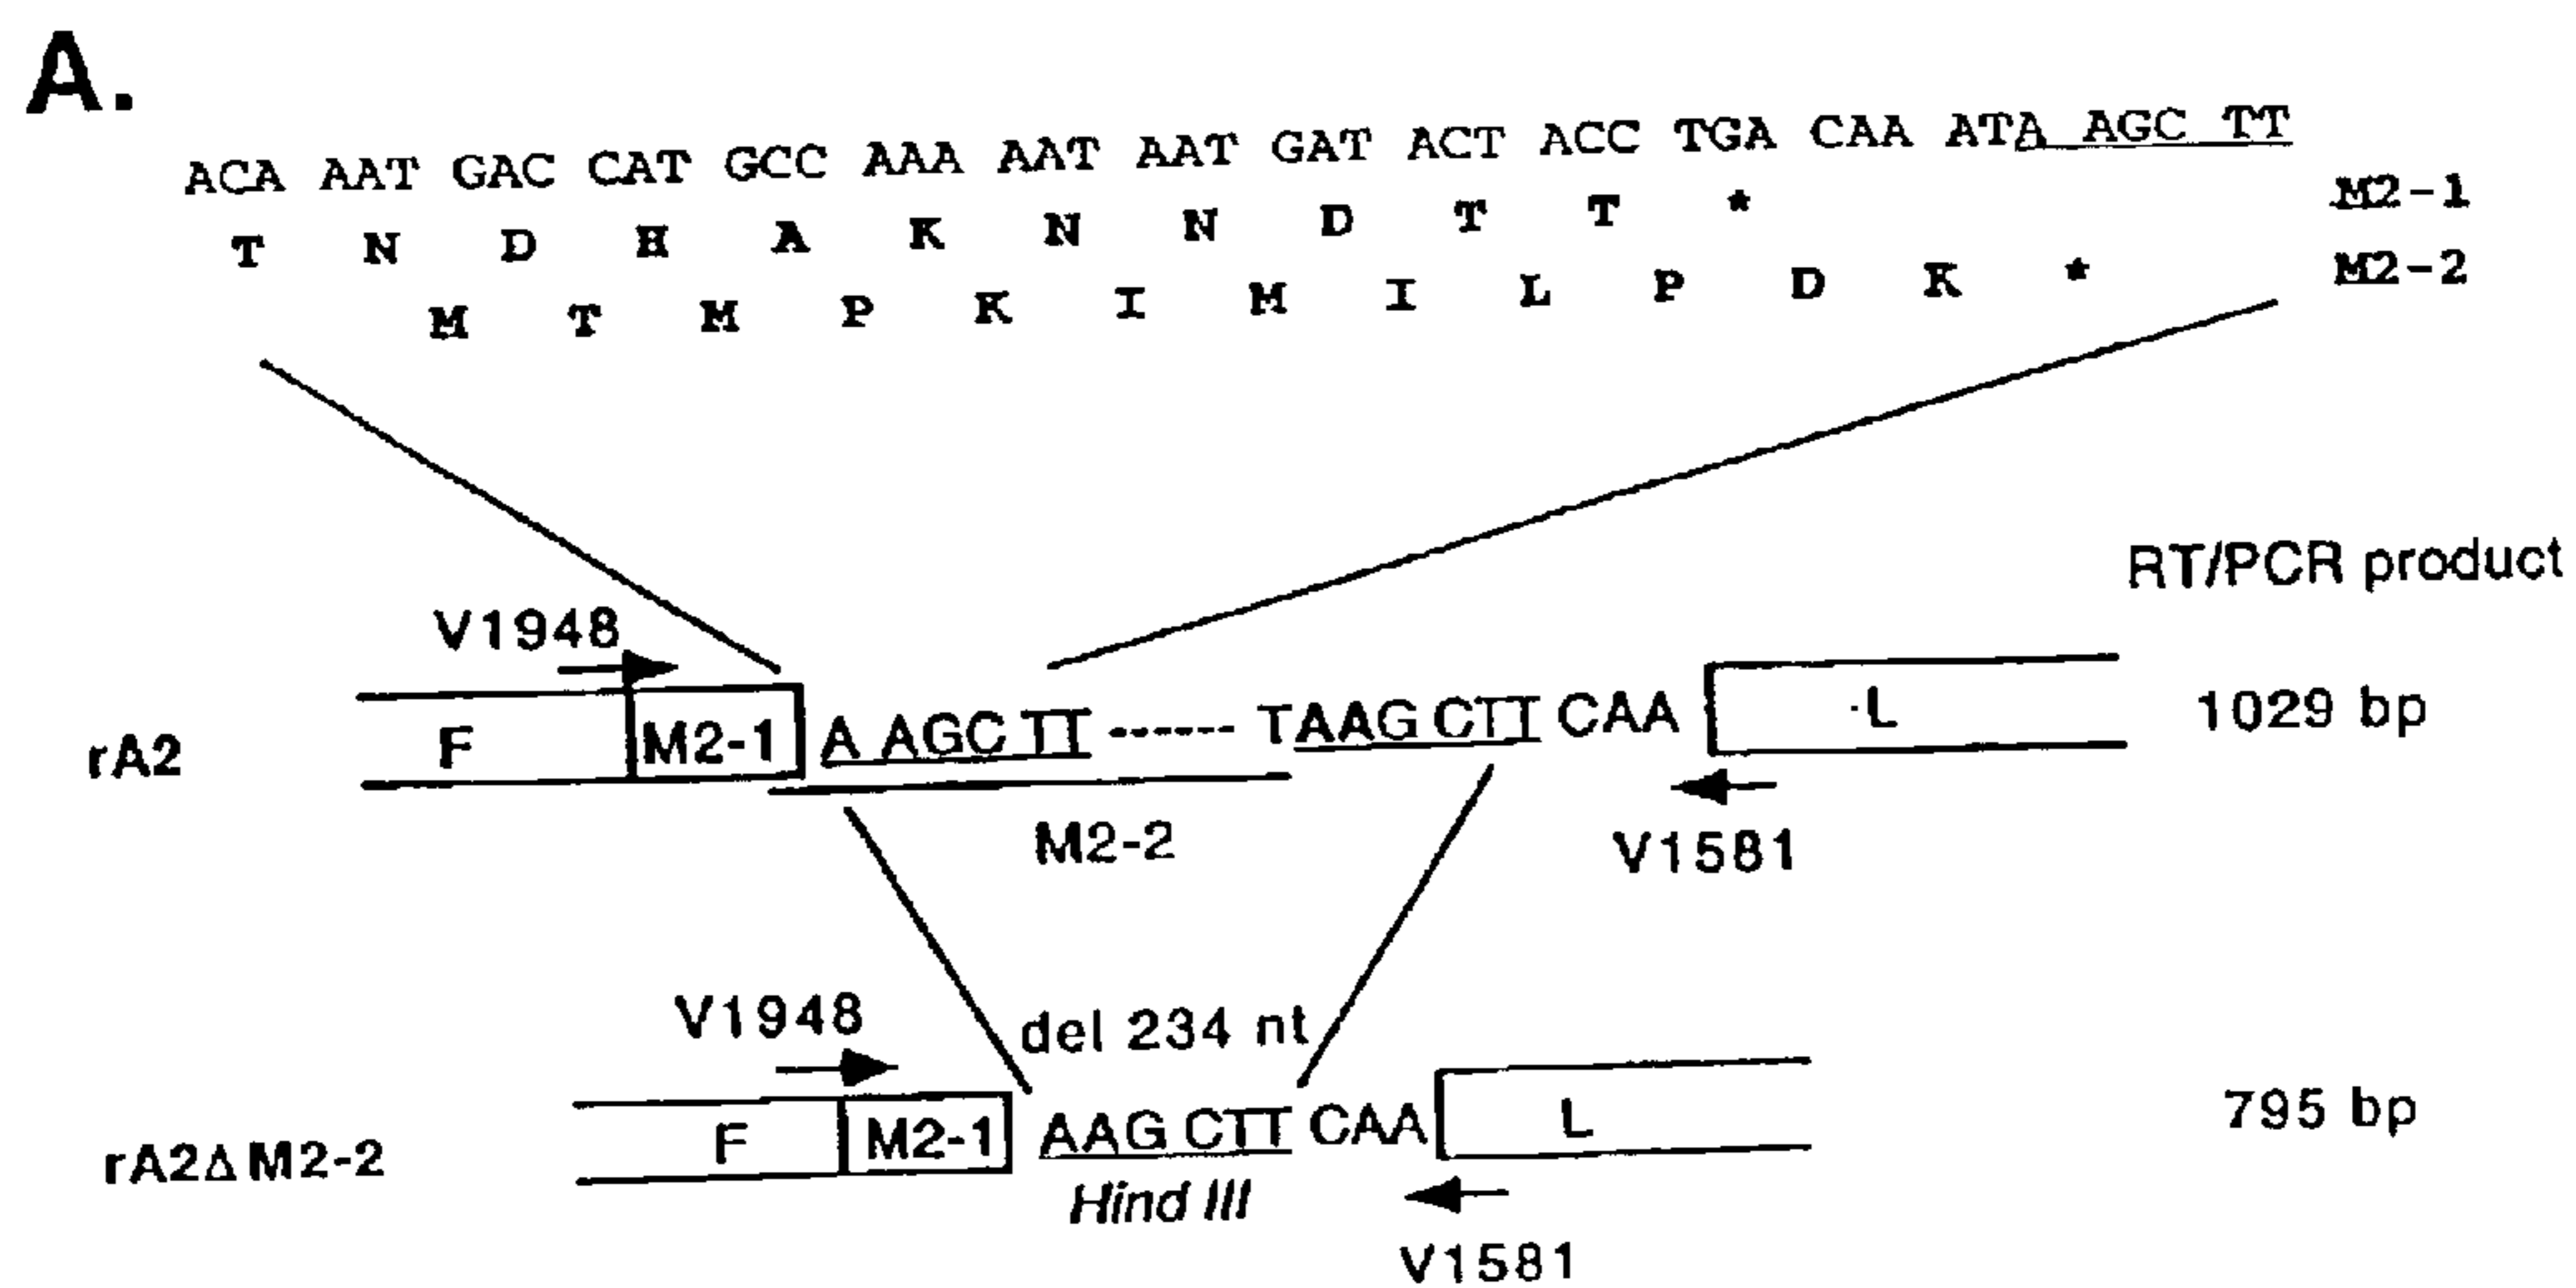 A.
ACA AAT GAC CAT GCC AAA AAT AAT GAT ACT ACC TGA CAA ATA AGC TT
T N D H A K N N D T T * M2-1
M T M P K I M I L P D K * M2-2
RT/PCR product
V1948
rA2 F M2-1 A AGC TT ------ TAAG CTT CAA L 1029 bp
M2-2
V1581
V1948 del 234 nt
rA2Δ M2-2 F M2-1 AAG CTT CAA L 795 bp
Hind III
V1581